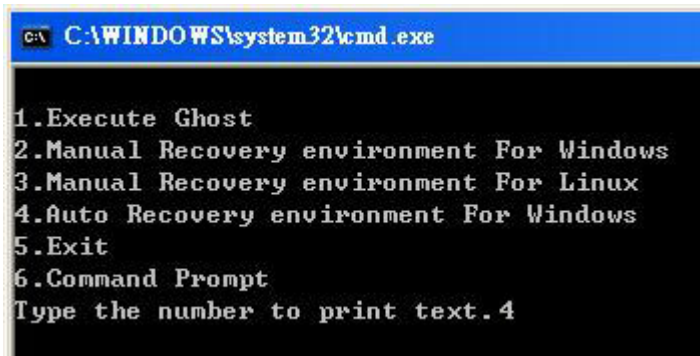 C:\WINDOWS\system32\cmd.exe
1.Execute Ghost
2.Manual Recovery environment For Windows
3.Manual Recovery environment For Linux
4.Auto Recovery environment For Windows
5.Exit
6.Command Prompt
Type the number to print text.4